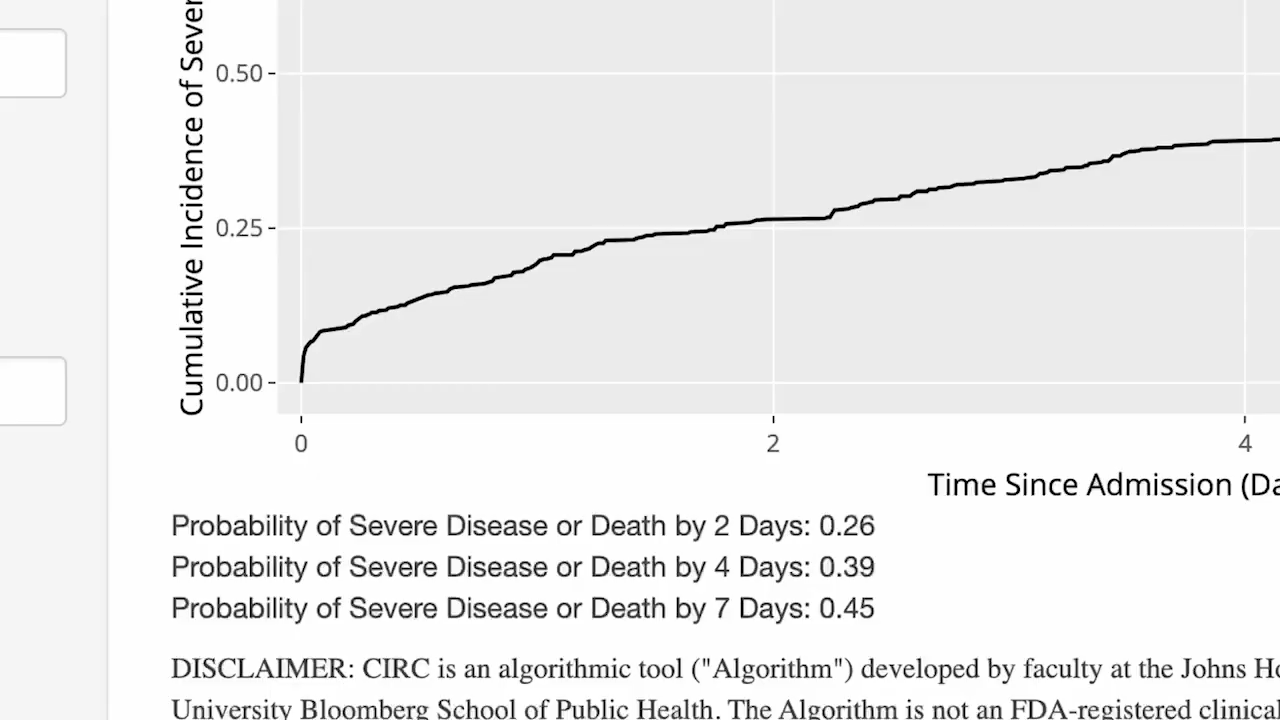 Cumulative Incidence of Sever
0.50
0.25
0.00
0 2 4
Time Since Admission (Da
Probability of Severe Disease or Death by 2 Days: 0.26
Probability of Severe Disease or Death by 4 Days: 0.39
Probability of Severe Disease or Death by 7 Days: 0.45
DISCLAIMER: CIRC is an algorithmic tool ("Algorithm") developed by faculty at the Johns Ho
University Bloomberg School of Public Health. The Algorithm is not an FDA-registered clinical